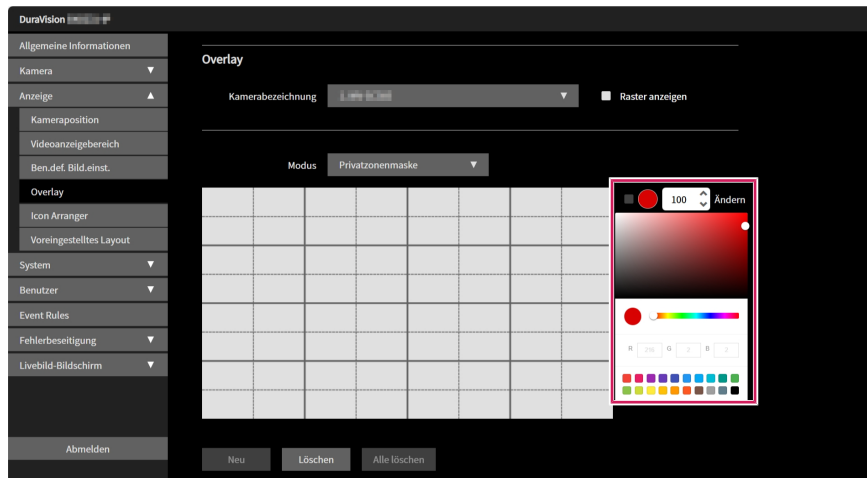 DuraVision
Allgemeine Informationen
Kamera
Anzeige
Kameraposition
Videoanzeigebereich
Ben.def. Bild.einst.
Overlay
Icon Arranger
Voreingestelltes Layout
System
Benutzer
Event Rules
Fehlerbeseitigung
Livebild-Bildschirm
Abmelden
Overlay
Kamerabezeichnung
Raster anzeigen
Modus Privatzonenmaske
100 Ändern
R G B
Neu Löschen Alle löschen